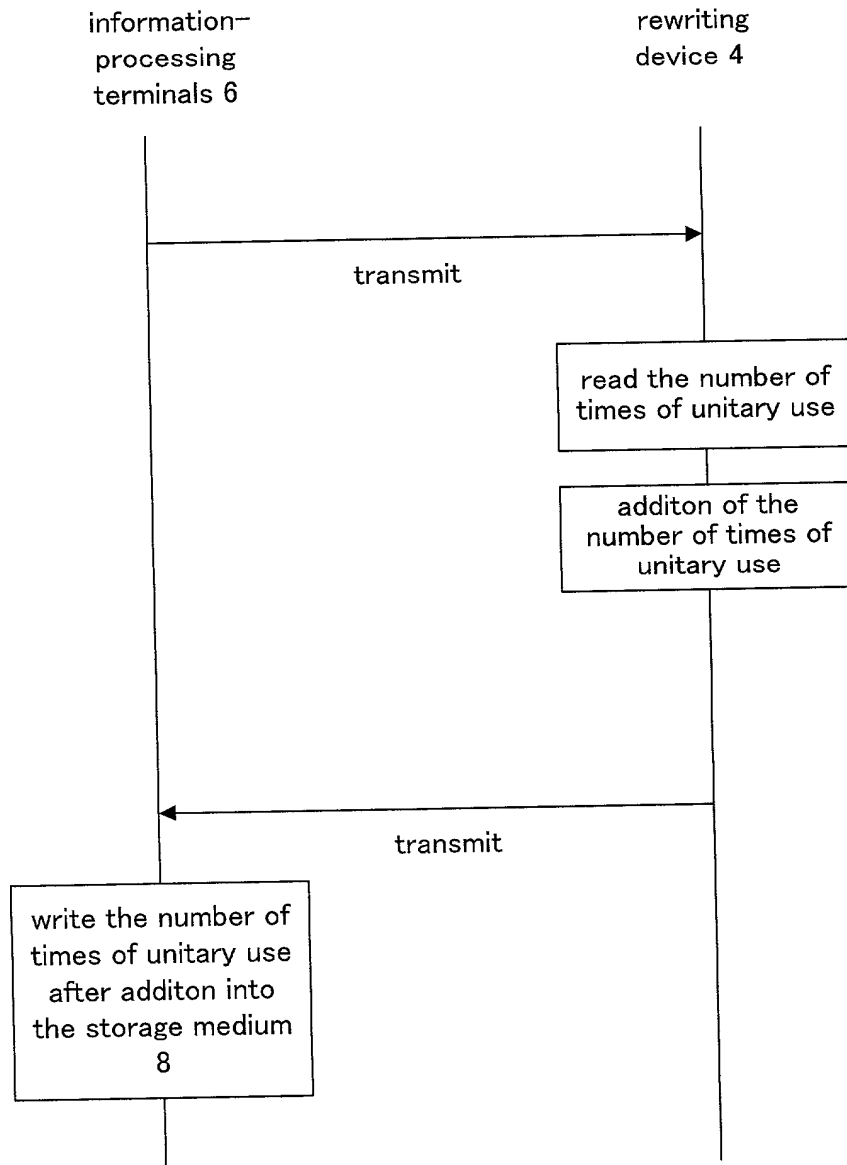 information-
processing
terminals 6
rewriting
device 4
transmit
read the number of
times of unitary use
additon of the
number of times of
unitary use
transmit
write the number of
times of unitary use
after additon into
the storage medium
8